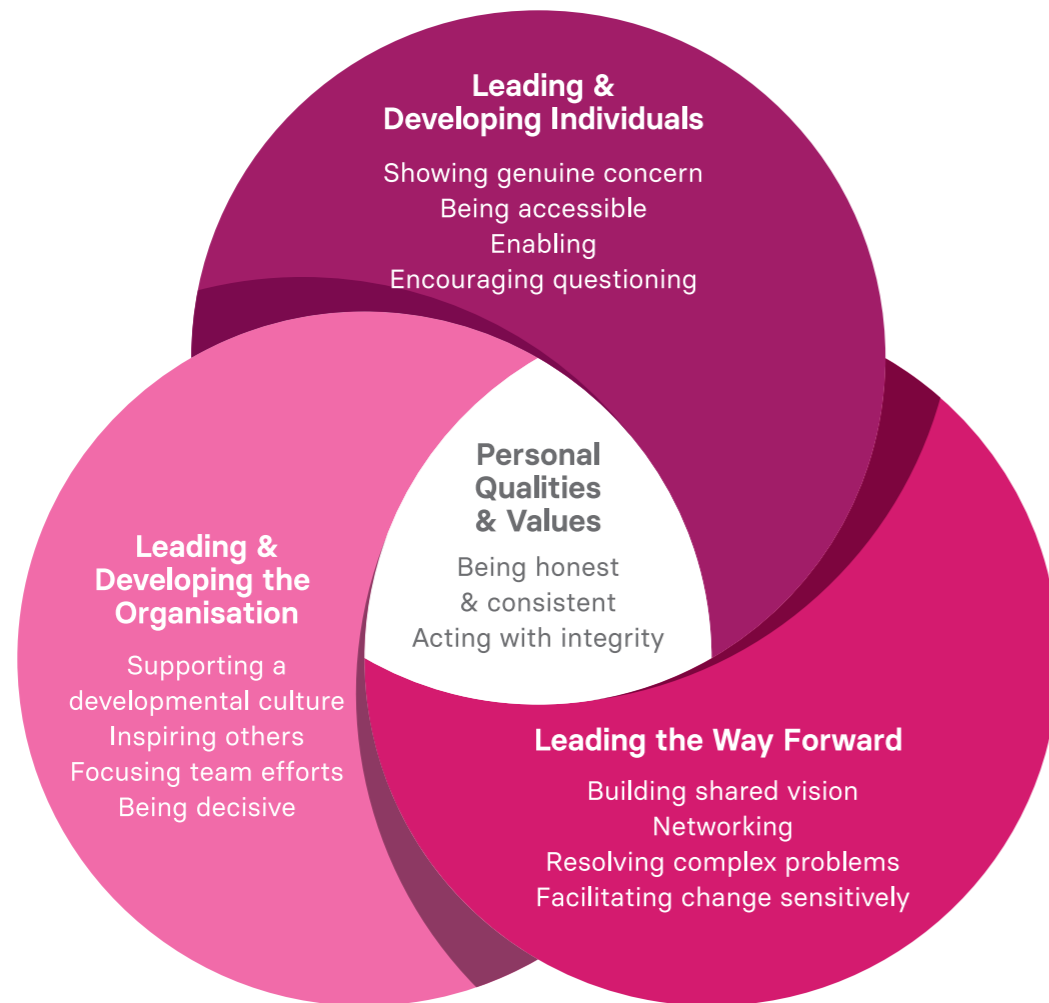 Leading &
Developing Individuals
Showing genuine concern
Being accessible
Enabling
Encouraging questioning
Personal
Qualities
& Values
Being honest
& consistent
Acting with integrity
Leading &
Developing the
Organisation
Supporting a
developmental culture
Inspiring others
Focusing team efforts
Being decisive
Leading the Way Forward
Building shared vision
Networking
Resolving complex problems
Facilitating change sensitively